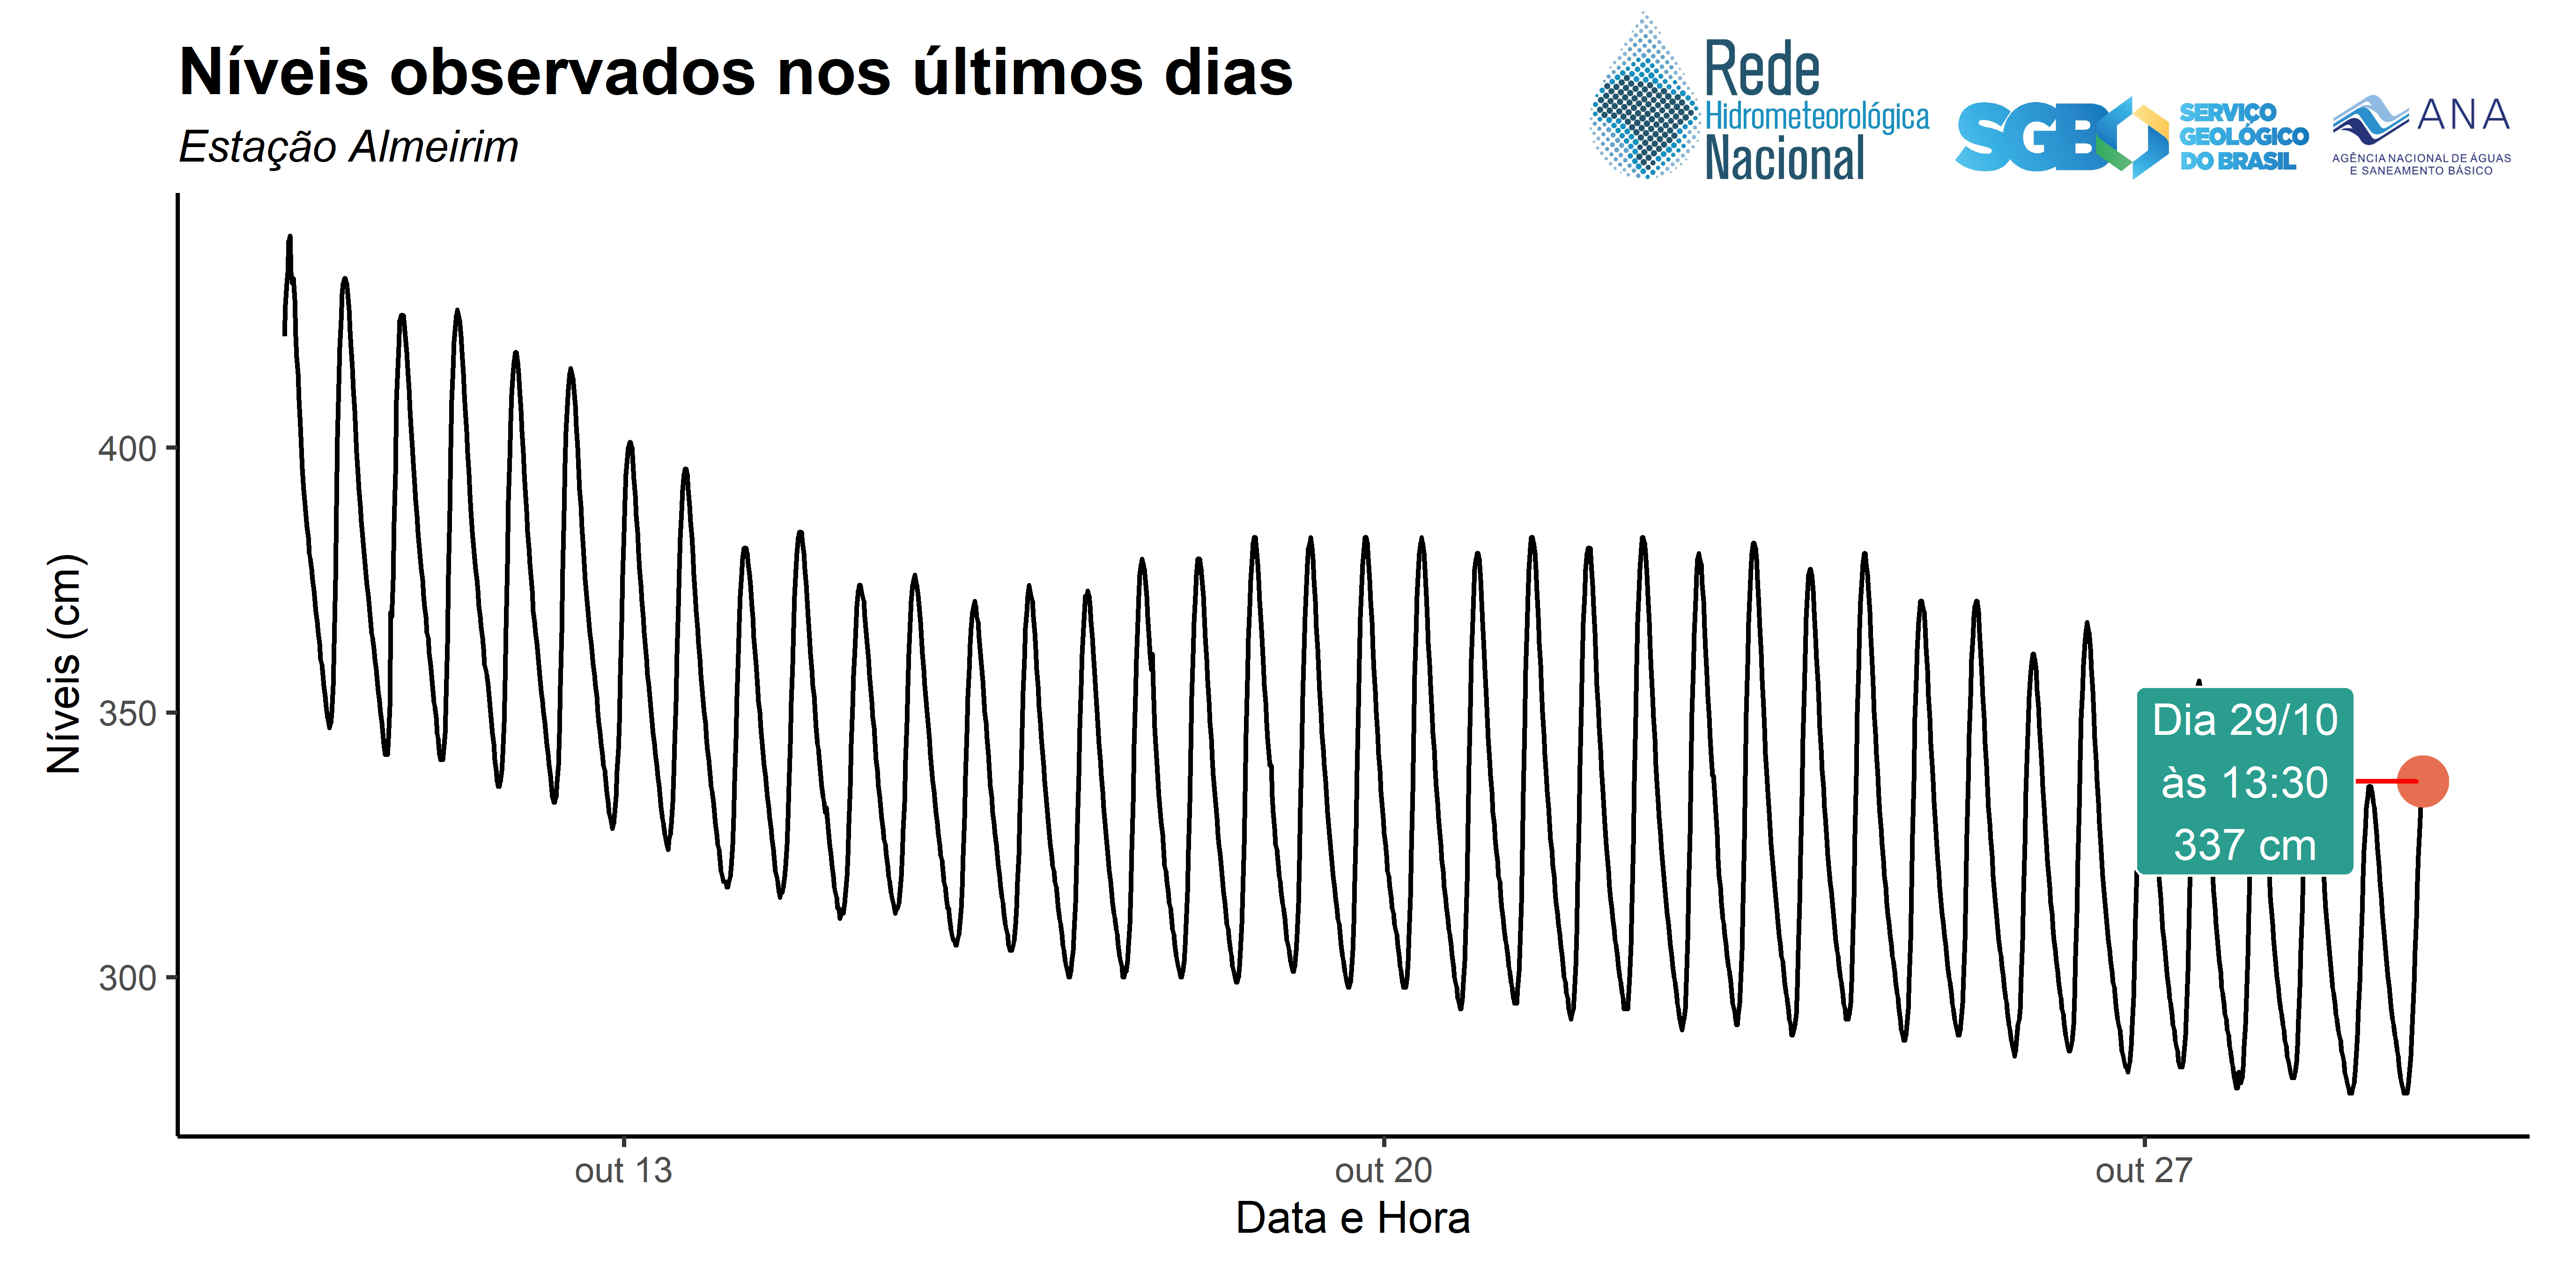 Níveis observados nos últimos dias
Estação Almeirim
Rede
Hidrometeorológica
Nacional
SGB
SERVIÇO
GEOLÓGICO
DO BRASIL
ANA
AGÊNCIA NACIONAL DE ÁGUAS
E SANEAMENTO BÁSICO
Níveis (cm)
400
350
300
Dia 29/10
às 13:30
337 cm
out 13
out 20
out 27
Data e Hora